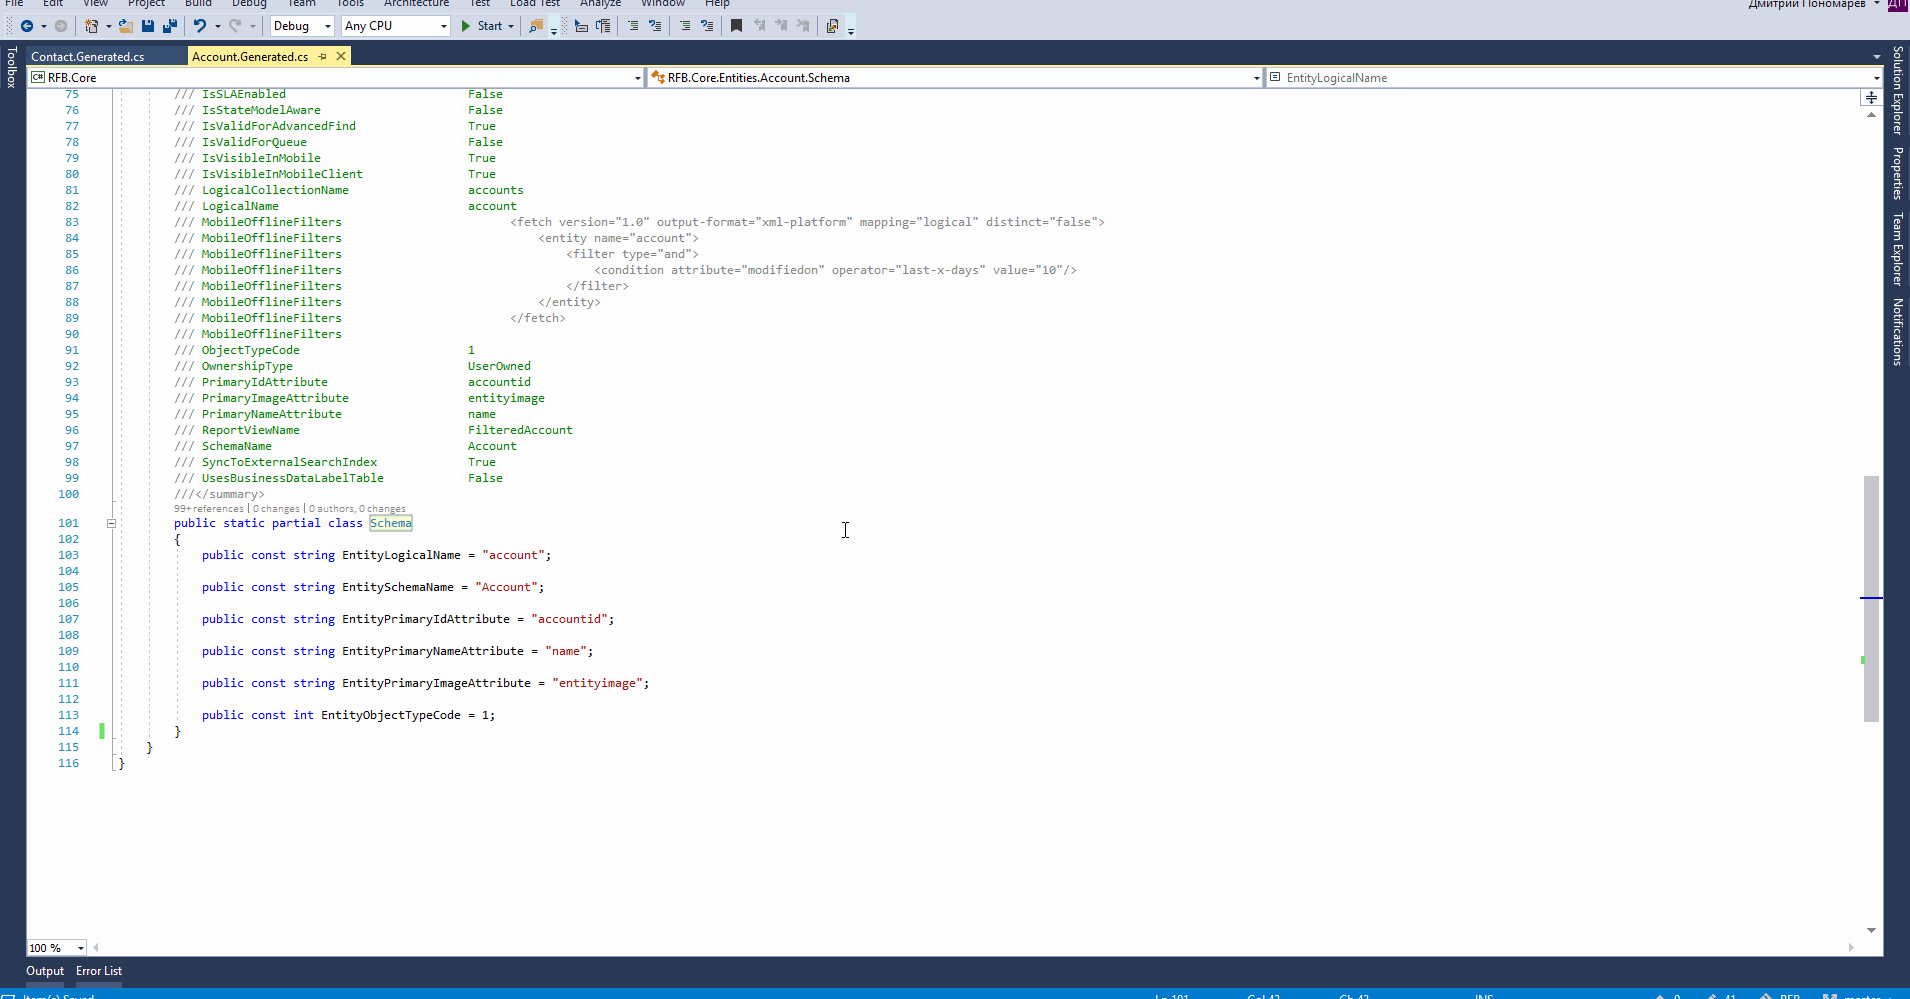 File Edit View Project Build Debug Team Tools Architecture Test Load Test Analyze Window Help Дмитрий Пономарев ДП
Debug Any CPU Start
Toolbox
Contact.Generated.cs Account.Generated.cs
C# RFB.Core RFB.Core.Entities.Account.Schema EntityLogicalName
75 /// IsSLAEnabled False
76 /// IsStateModelAware False
77 /// IsValidForAdvancedFind True
78 /// IsValidForQueue False
79 /// IsVisibleInMobile True
80 /// IsVisibleInMobileClient True
81 /// LogicalCollectionName accounts
82 /// LogicalName account
83 /// MobileOfflineFilters <fetch version="1.0" output-format="xml-platform" mapping="logical" distinct="false">
84 /// MobileOfflineFilters <entity name="account">
85 /// MobileOfflineFilters <filter type="and">
86 /// MobileOfflineFilters <condition attribute="modifiedon" operator="last-x-days" value="10"/>
87 /// MobileOfflineFilters </filter>
88 /// MobileOfflineFilters </entity>
89 /// MobileOfflineFilters </fetch>
90 /// MobileOfflineFilters
91 /// ObjectTypeCode 1
92 /// OwnershipType UserOwned
93 /// PrimaryIdAttribute accountid
94 /// PrimaryImageAttribute entityimage
95 /// PrimaryNameAttribute name
96 /// ReportViewName FilteredAccount
97 /// SchemaName Account
98 /// SyncToExternalSearchIndex True
99 /// UsesBusinessDataLabelTable False
100 ///</summary>
99+ references | 0 changes | 0 authors, 0 changes
101 public static partial class Schema
102 {
103 public const string EntityLogicalName = "account";
104
105 public const string EntitySchemaName = "Account";
106
107 public const string EntityPrimaryIdAttribute = "accountid";
108
109 public const string EntityPrimaryNameAttribute = "name";
110
111 public const string EntityPrimaryImageAttribute = "entityimage";
112
113 public const int EntityObjectTypeCode = 1;
114 }
115 }
116 }
Solution Explorer
Properties
Team Explorer
Notifications
100 %
Output Error List
Item(s) Saved Ln 101 Col 43 Ch 43 INS 0 41 RFB master